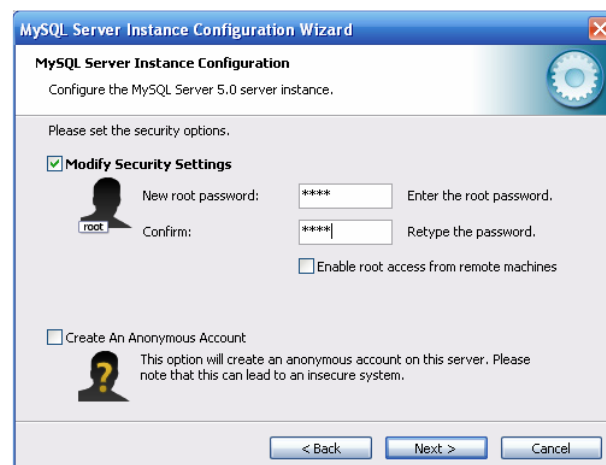 MySQL Server Instance Configuration Wizard
MySQL Server Instance Configuration
Configure the MySQL Server 5.0 server instance.
Please set the security options.
Modify Security Settings
New root password: **** Enter the root password.
root
Confirm: **** Retype the password.
Enable root access from remote machines
Create An Anonymous Account
This option will create an anonymous account on this server. Please
note that this can lead to an insecure system.
< Back Next > Cancel